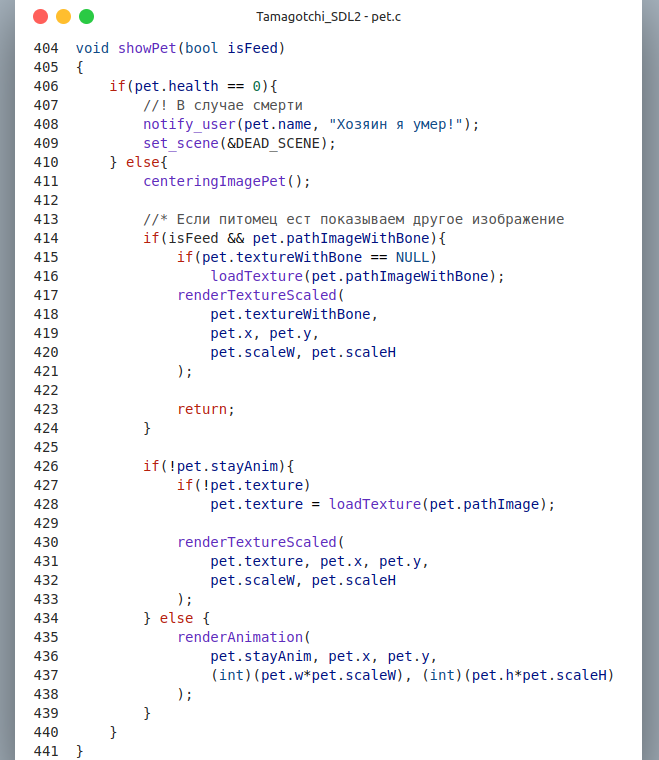 Tamagotchi_SDL2 - pet.c
404 void showPet(bool isFeed)
405 {
406     if(pet.health == 0){
407         //! В случае смерти
408         notify_user(pet.name, "Хозяин я умер!");
409         set_scene(&DEAD_SCENE);
410     } else{
411         centeringImagePet();
412
413         //* Если питомец ест показываем другое изображение
414         if(isFeed && pet.pathImageWithBone){
415             if(pet.textureWithBone == NULL)
416                 loadTexture(pet.pathImageWithBone);
417             renderTextureScaled(
418                 pet.textureWithBone,
419                 pet.x, pet.y,
420                 pet.scaleW, pet.scaleH
421             );
422
423             return;
424         }
425
426         if(!pet.stayAnim){
427             if(!pet.texture)
428                 pet.texture = loadTexture(pet.pathImage);
429
430             renderTextureScaled(
431                 pet.texture, pet.x, pet.y,
432                 pet.scaleW, pet.scaleH
433             );
434         } else {
435             renderAnimation(
436                 pet.stayAnim, pet.x, pet.y,
437                 (int)(pet.w*pet.scaleW), (int)(pet.h*pet.scaleH)
438             );
439         }
440     }
441 }